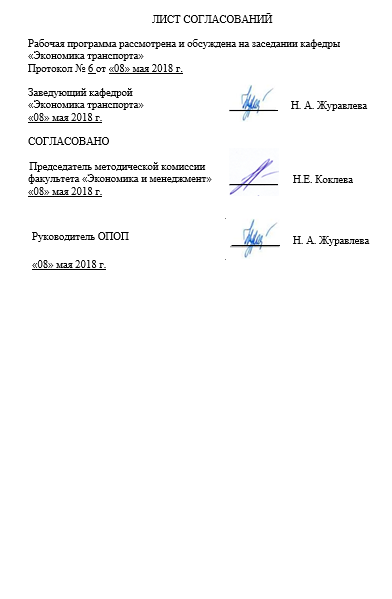 ЛИСТ СОГЛАСОВАНИЙ
Рабочая программа рассмотрена и обсуждена на заседании кафедры
«Экономика транспорта»
Протокол № 6 от «08» мая 2018 г.
Заведующий кафедрой
«Экономика транспорта» Н. А. Журавлева
«08» мая 2018 г.
СОГЛАСОВАНО
Председатель методической комиссии
факультета «Экономика и менеджмент» Н.Е. Коклева
«08» мая 2018 г.
Руководитель ОПОП Н. А. Журавлева
«08» мая 2018 г.